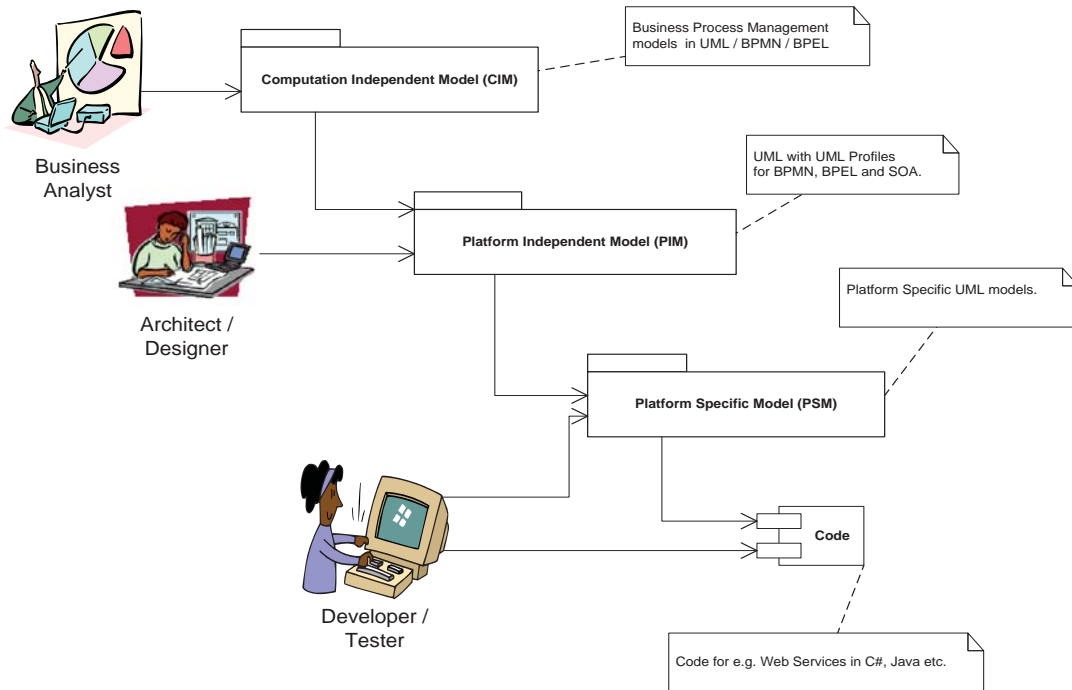 Business Process Management
models in UML / BPMN / BPEL
Computation Independent Model (CIM)
Business
Analyst
UML with UML Profiles
for BPMN, BPEL and SOA.
Platform Independent Model (PIM)
Architect /
Designer
Platform Specific UML models.
Platform Specific Model (PSM)
Code
Developer /
Tester
Code for e.g. Web Services in C#, Java etc.